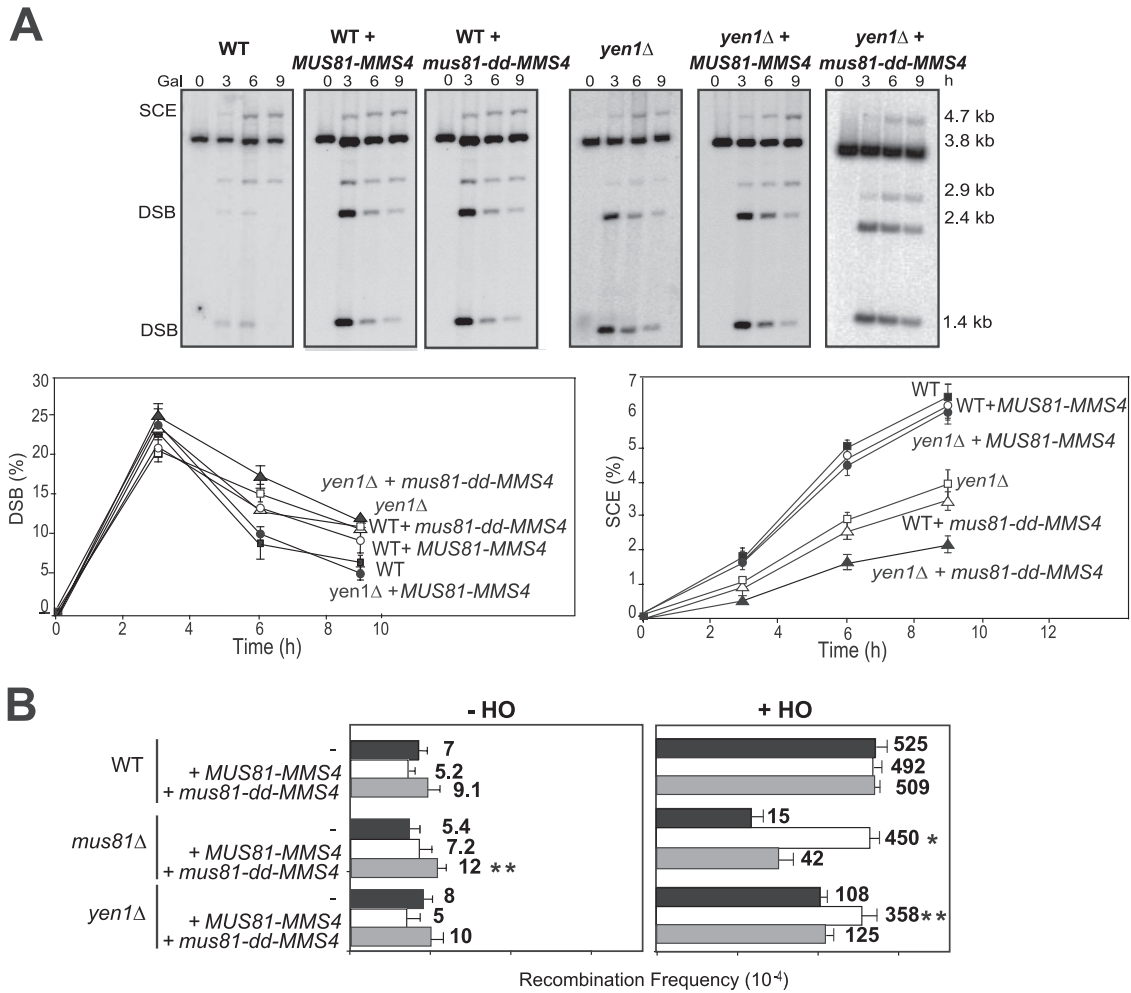 A
WT
WT +
MUS81-MMS4
WT +
mus81-dd-MMS4
yen1Δ
yen1Δ +
MUS81-MMS4
yen1Δ +
mus81-dd-MMS4
Gal 0 3 6 9 0 3 6 9 0 3 6 9 0 3 6 9 0 3 6 9 0 3 6 9 h
SCE
4.7 kb
3.8 kb
2.9 kb
DSB
2.4 kb
DSB
1.4 kb
DSB (%)
30
25
20
15
10
5
0
0 2 4 6 8 10
Time (h)
yen1Δ + mus81-dd-MMS4
yen1Δ
WT+ mus81-dd-MMS4
WT+ MUS81-MMS4
WT
yen1Δ +MUS81-MMS4
SCE (%)
7
6
5
4
3
2
1
0
0 2 4 6 8 10 12
Time (h)
WT
WT+MUS81-MMS4
yen1Δ + MUS81-MMS4
yen1Δ
WT+ mus81-dd-MMS4
yen1Δ + mus81-dd-MMS4
B
- HO
+ HO
WT
- 7 525
+ MUS81-MMS4 5.2 492
+ mus81-dd-MMS4 9.1 509
mus81Δ
- 5.4 15
+ MUS81-MMS4 7.2 450 *
+ mus81-dd-MMS4 12 ** 42
yen1Δ
- 8 108
+ MUS81-MMS4 5 358**
+ mus81-dd-MMS4 10 125
Recombination Frequency (10⁻⁴)